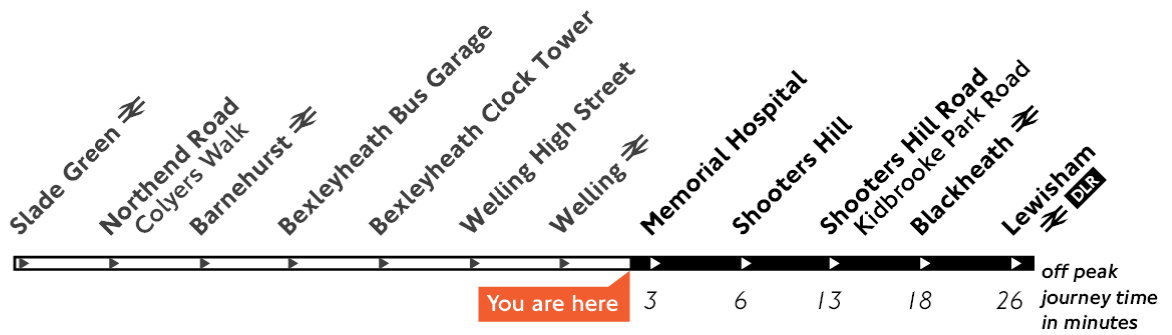 Slade Green
Northend Road
Colyers Walk
Barnehurst
Bexleyheath Bus Garage
Bexleyheath Clock Tower
Welling High Street
Welling
Memorial Hospital
Shooters Hill
Shooters Hill Road
Kidbrooke Park Road
Blackheath
Lewisham
DLR
You are here
3
6
13
18
26
off peak
journey time
in minutes